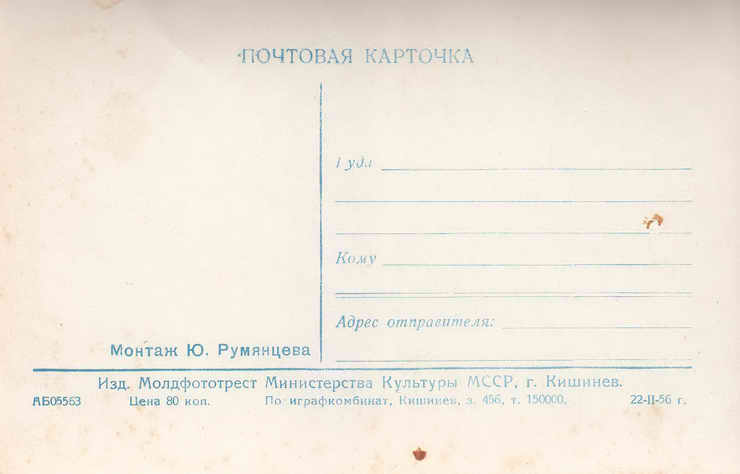 ПОЧТОВАЯ КАРТОЧКА
Куда
Кому
Адрес отправителя:
Монтаж Ю. Румянцева
Изд. Молдфототрест Министерства Культуры МССР, г. Кишинев.
АБ05563 Цена 80 коп. Полиграфкомбинат, Кишинев, з. 456, т. 150000. 22-II-56 г.